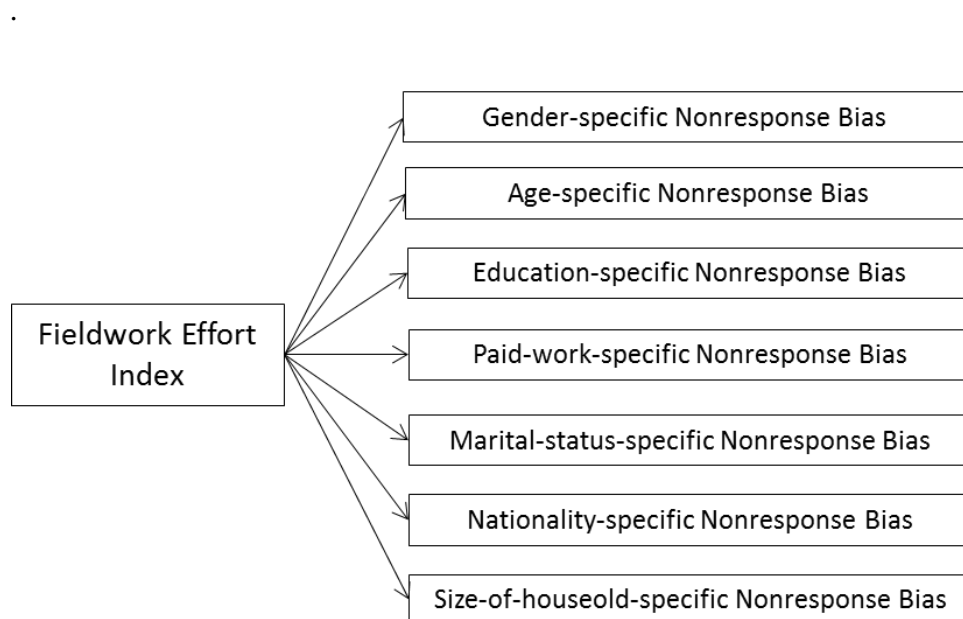 .
Gender-specific Nonresponse Bias
Age-specific Nonresponse Bias
Education-specific Nonresponse Bias
Fieldwork Effort
Index
Paid-work-specific Nonresponse Bias
Marital-status-specific Nonresponse Bias
Nationality-specific Nonresponse Bias
Size-of-houseold-specific Nonresponse Bias